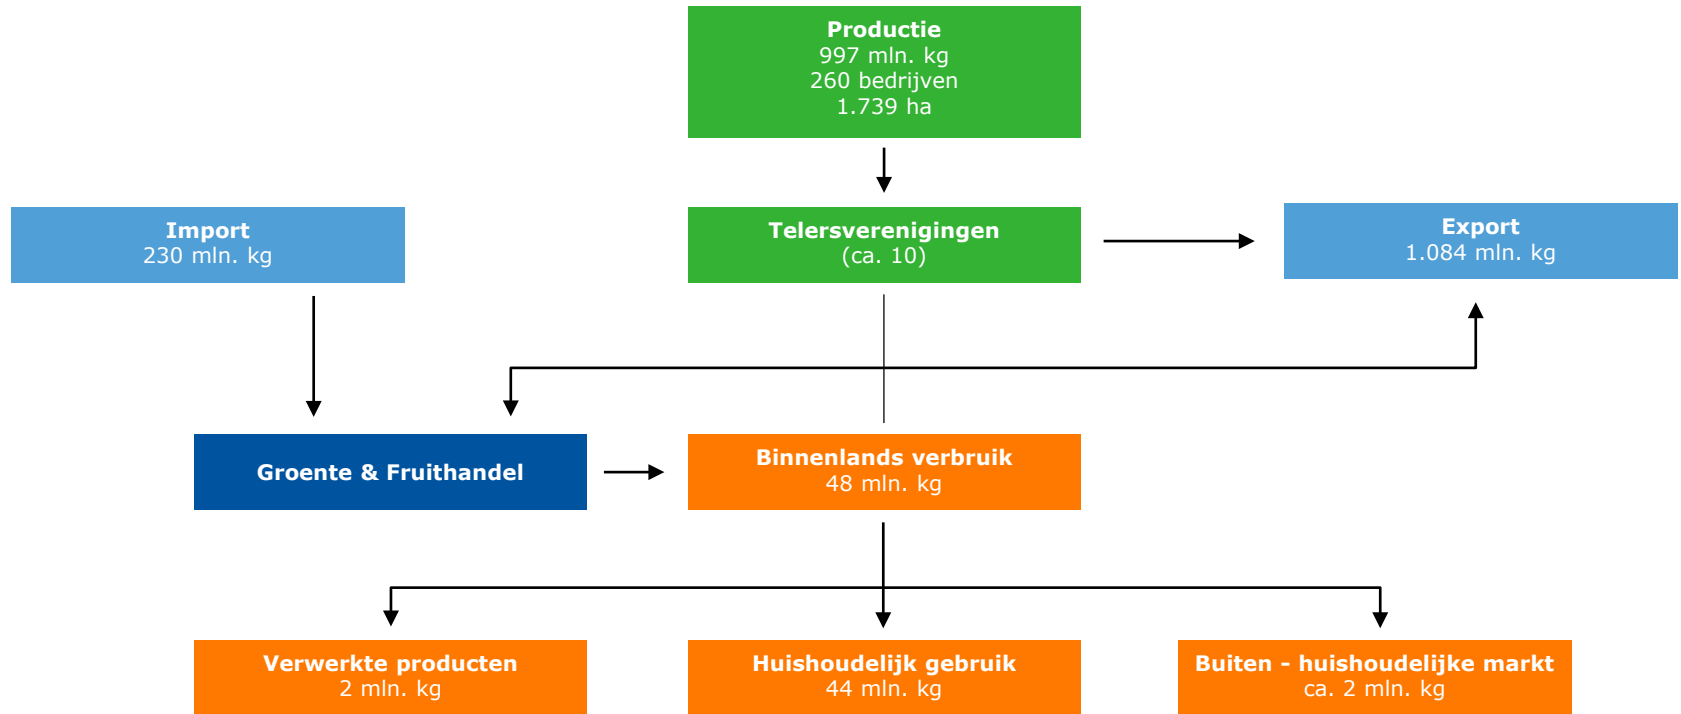 Productie
997 mln. kg
260 bedrijven
1.739 ha
Import
230 mln. kg
Telersverenigingen
(ca. 10)
Export
1.084 mln. kg
Groente & Fruithandel
Binnenlands verbruik
48 mln. kg
Verwerkte producten
2 mln. kg
Huishoudelijk gebruik
44 mln. kg
Buiten - huishoudelijke markt
ca. 2 mln. kg